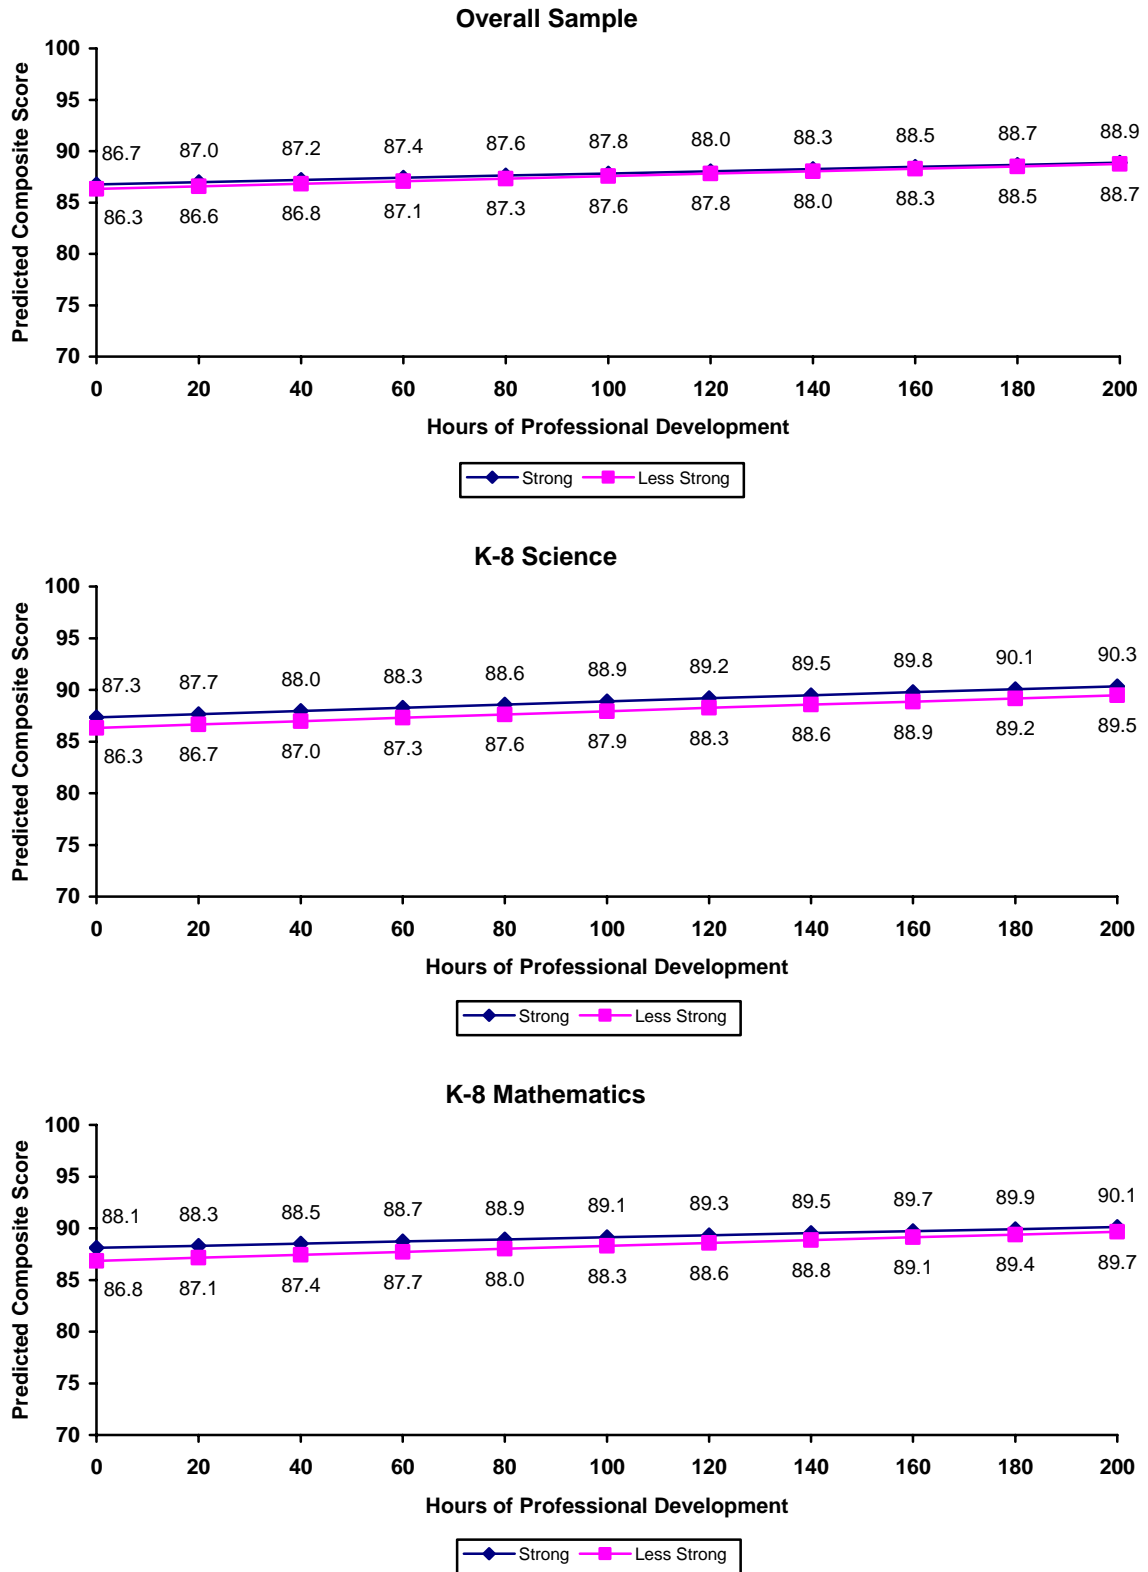 Overall Sample
Predicted Composite Score
100
95
90
85
80
75
70
86.7 87.0 87.2 87.4 87.6 87.8 88.0 88.3 88.5 88.7 88.9
86.3 86.6 86.8 87.1 87.3 87.6 87.8 88.0 88.3 88.5 88.7
0 20 40 60 80 100 120 140 160 180 200
Hours of Professional Development
Strong Less Strong
K-8 Science
Predicted Composite Score
100
95
90
85
80
75
70
87.3 87.7 88.0 88.3 88.6 88.9 89.2 89.5 89.8 90.1 90.3
86.3 86.7 87.0 87.3 87.6 87.9 88.3 88.6 88.9 89.2 89.5
0 20 40 60 80 100 120 140 160 180 200
Hours of Professional Development
Strong Less Strong
K-8 Mathematics
Predicted Composite Score
100
95
90
85
80
75
70
88.1 88.3 88.5 88.7 88.9 89.1 89.3 89.5 89.7 89.9 90.1
86.8 87.1 87.4 87.7 88.0 88.3 88.6 88.8 89.1 89.4 89.7
0 20 40 60 80 100 120 140 160 180 200
Hours of Professional Development
Strong Less Strong